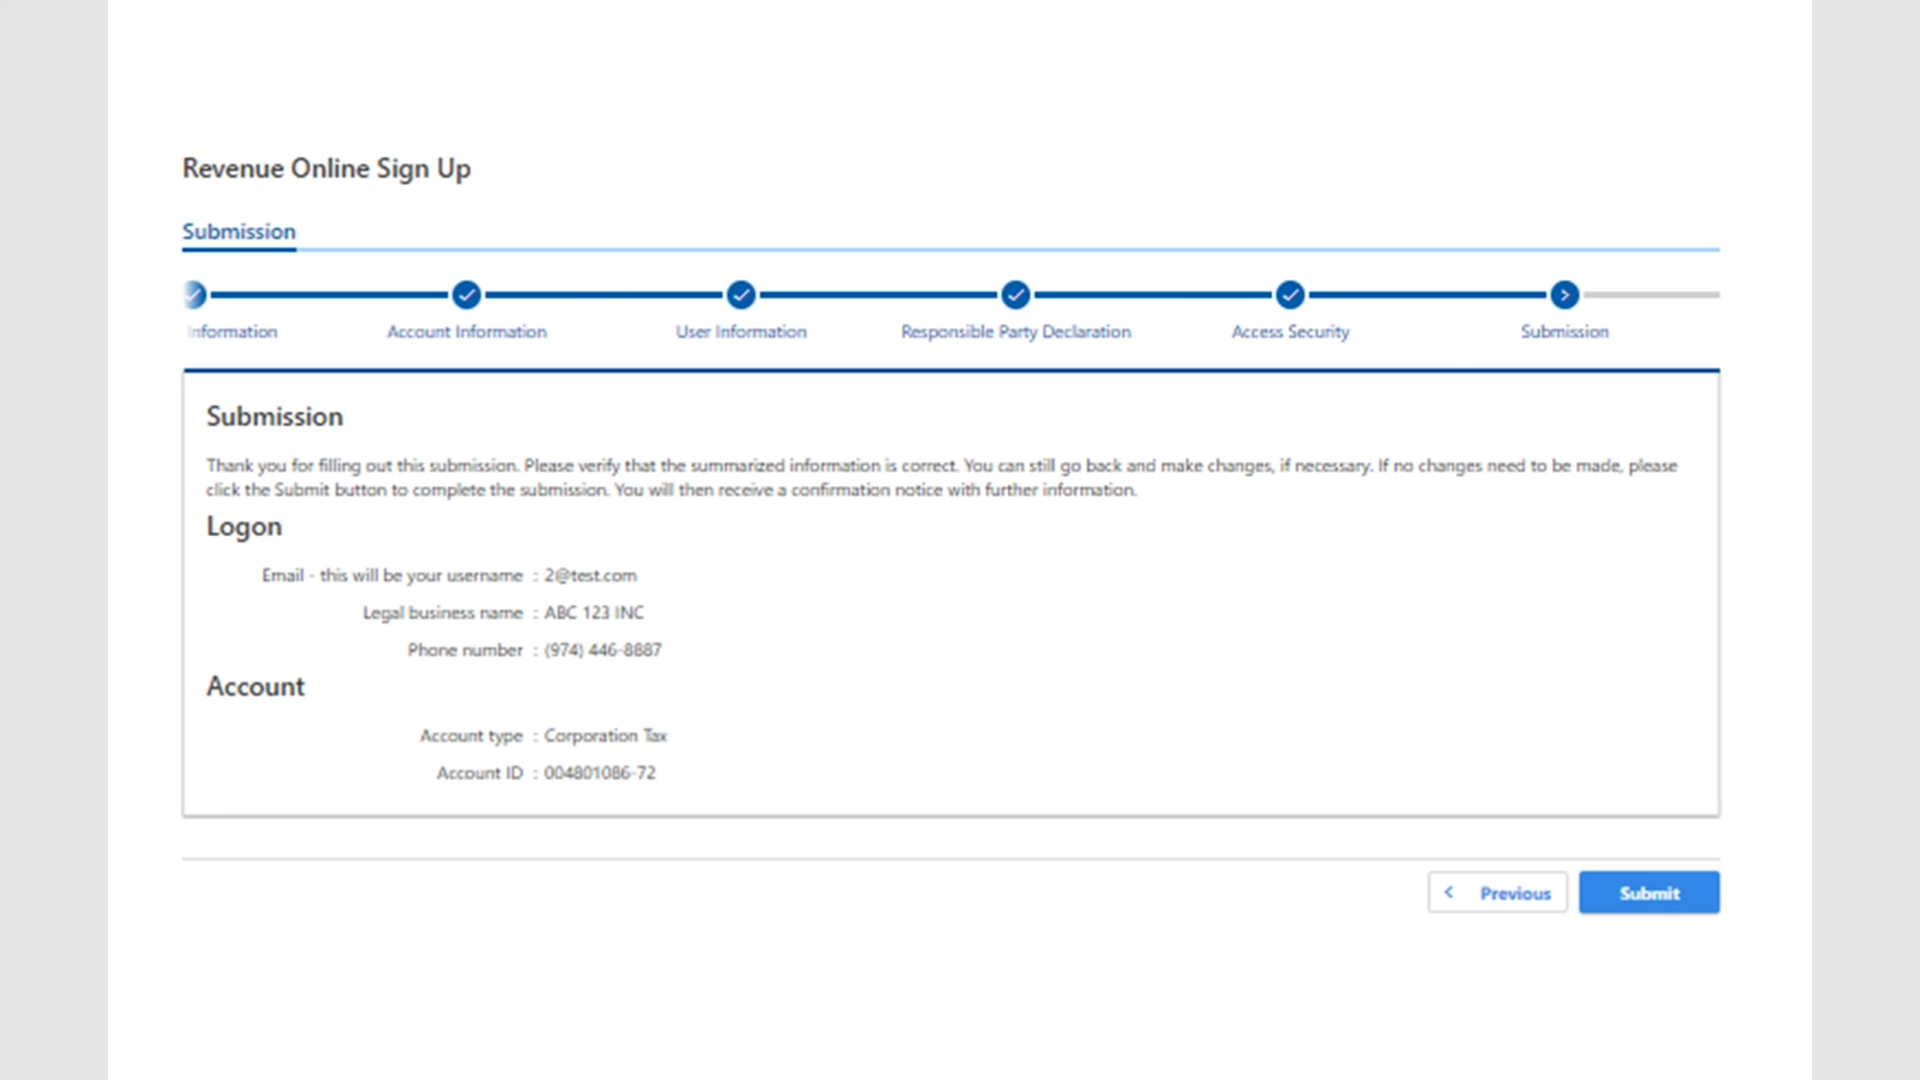 Revenue Online Sign Up
Submission
Information
Account Information
User Information
Responsible Party Declaration
Access Security
Submission
Submission
Thank you for filling out this submission. Please verify that the summarized information is correct. You can still go back and make changes, if necessary. If no changes need to be made, please
click the Submit button to complete the submission. You will then receive a confirmation notice with further information.
Logon
Email - this will be your username : 2@test.com
Legal business name : ABC 123 INC
Phone number : (974) 446-8887
Account
Account type : Corporation Tax
Account ID : 004801086-72
< Previous
Submit